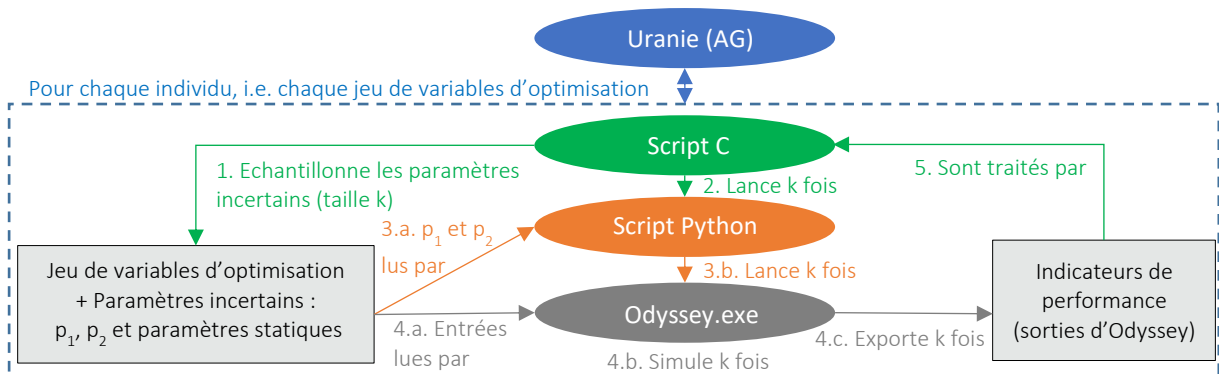 Uranie (AG)
Pour chaque individu, i.e. chaque jeu de variables d’optimisation
Script C
1. Echantillonne les paramètres
incertains (taille k)
2. Lance k fois
5. Sont traités par
3.a. p₁ et p₂
lus par
Script Python
3.b. Lance k fois
Jeu de variables d’optimisation
+ Paramètres incertains :
p₁, p₂ et paramètres statiques
4.a. Entrées
lues par
Odyssey.exe
4.b. Simule k fois
4.c. Exporte k fois
Indicateurs de
performance
(sorties d’Odyssey)